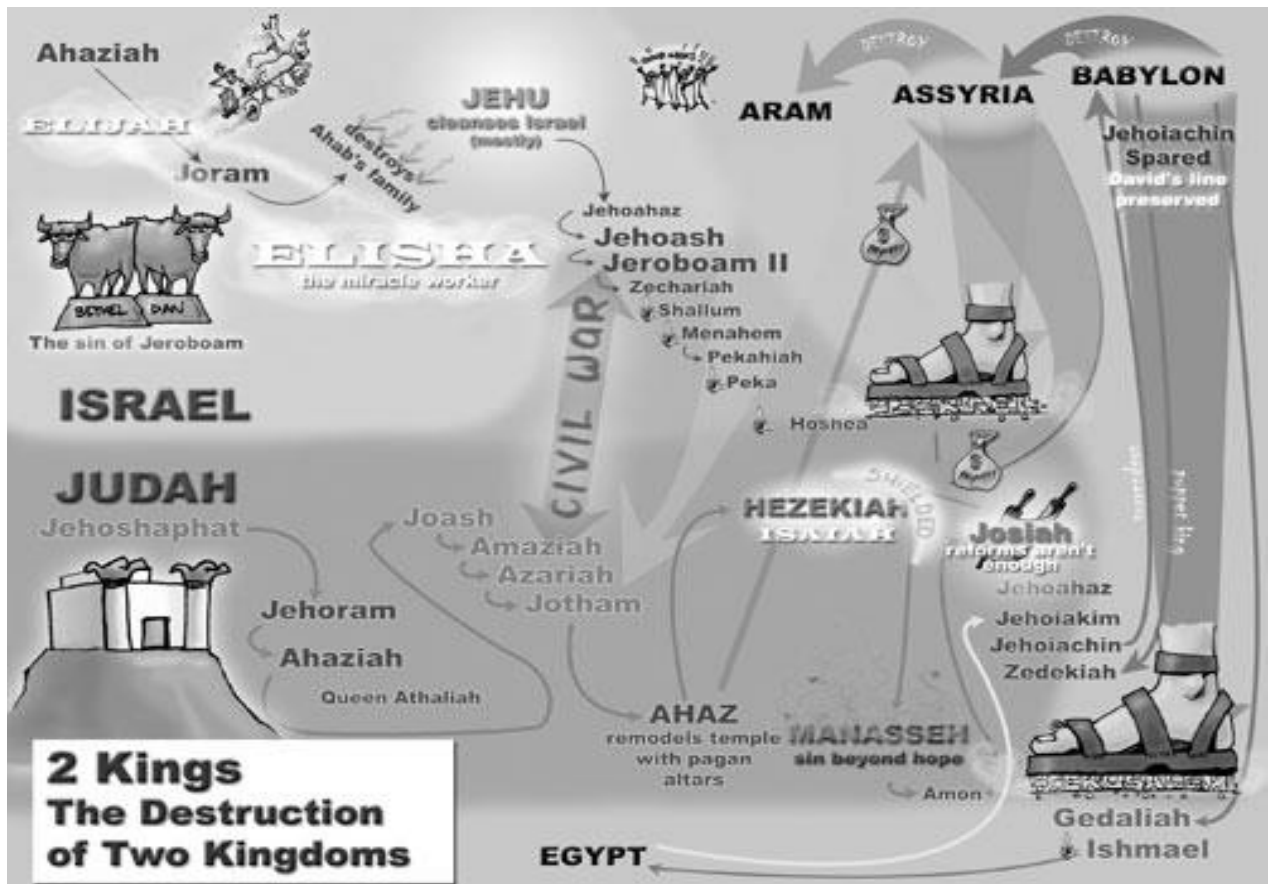 Ahaziah
ELIJAH
Joram
destroys
Ahab's family
JEHU
cleanses Israel
(mostly)
ELISHA
the miracle worker
BETHEL DAN
The sin of Jeroboam
ISRAEL
Jehoahaz
Jehoash
Jeroboam II
Zechariah
Shallum
Menahem
Pekahiah
Peka
Hoshea
CIVIL WAR
ARAM
DESTROY
ASSYRIA
DESTROY
BABYLON
Jehoiachin
Spared
David's line
preserved
$
$
JUDAH
Jehoshaphat
Jehoram
Ahaziah
Queen Athaliah
Joash
Amaziah
Azariah
Jotham
AHAZ
remodels temple
with pagan
altars
HEZEKIAH
ISAIAH
SHIELDED
MANASSEH
sin beyond hope
Amon
Josiah
reforms aren't
enough
Jehoahaz
Jehoiakim
Jehoiachin
Zedekiah
Gedaliah
Ishmael
EGYPT
2 Kings
The Destruction
of Two Kingdoms